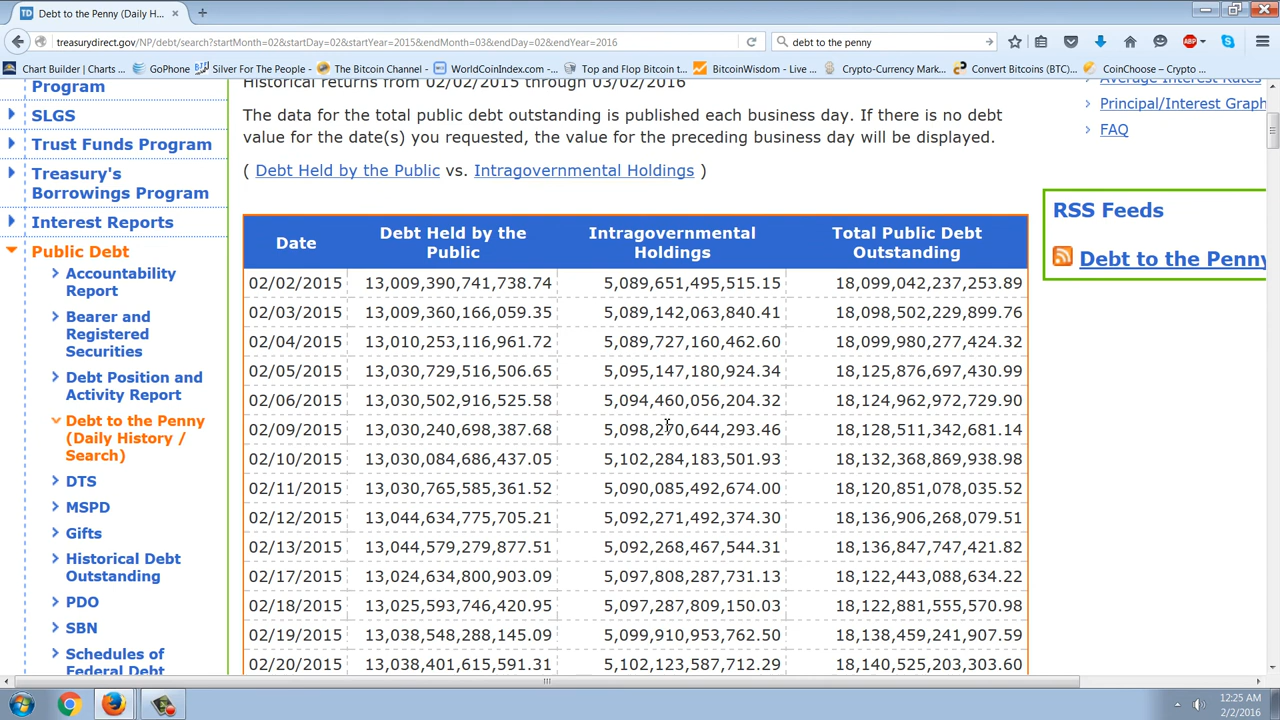 Debt to the Penny (Daily H...
treasurydirect.gov/NP/debt/search?startMonth=02&startDay=02&startYear=2015&endMonth=03&endDay=02&endYear=2016
debt to the penny
ABP
Chart Builder | Charts ...
GoPhone
Silver For The People - ...
The Bitcoin Channel - ...
WorldCoinIndex.com - ...
Top and Flop Bitcoin t...
BitcoinWisdom - Live ...
Crypto-Currency Mark...
Convert Bitcoins (BTC)...
CoinChoose – Crypto ...
Program
SLGS
Trust Funds Program
Treasury's
Borrowings Program
Interest Reports
Public Debt
Accountability
Report
Bearer and
Registered
Securities
Debt Position and
Activity Report
Debt to the Penny
(Daily History /
Search)
DTS
MSPD
Gifts
Historical Debt
Outstanding
PDO
SBN
Schedules of
Federal Debt
Historical returns from 02/02/2015 through 03/02/2016
The data for the total public debt outstanding is published each business day. If there is no debt
value for the date(s) you requested, the value for the preceding business day will be displayed.
( Debt Held by the Public vs. Intragovernmental Holdings )
Date Debt Held by the Public Intragovernmental Holdings Total Public Debt Outstanding
02/02/2015 13,009,390,741,738.74 5,089,651,495,515.15 18,099,042,237,253.89
02/03/2015 13,009,360,166,059.35 5,089,142,063,840.41 18,098,502,229,899.76
02/04/2015 13,010,253,116,961.72 5,089,727,160,462.60 18,099,980,277,424.32
02/05/2015 13,030,729,516,506.65 5,095,147,180,924.34 18,125,876,697,430.99
02/06/2015 13,030,502,916,525.58 5,094,460,056,204.32 18,124,962,972,729.90
02/09/2015 13,030,240,698,387.68 5,098,270,644,293.46 18,128,511,342,681.14
02/10/2015 13,030,084,686,437.05 5,102,284,183,501.93 18,132,368,869,938.98
02/11/2015 13,030,765,585,361.52 5,090,085,492,674.00 18,120,851,078,035.52
02/12/2015 13,044,634,775,705.21 5,092,271,492,374.30 18,136,906,268,079.51
02/13/2015 13,044,579,279,877.51 5,092,268,467,544.31 18,136,847,747,421.82
02/17/2015 13,024,634,800,903.09 5,097,808,287,731.13 18,122,443,088,634.22
02/18/2015 13,025,593,746,420.95 5,097,287,809,150.03 18,122,881,555,570.98
02/19/2015 13,038,548,288,145.09 5,099,910,953,762.50 18,138,459,241,907.59
02/20/2015 13,038,401,615,591.31 5,102,123,587,712.29 18,140,525,203,303.60
Average Interest Rates
Principal/Interest Graph
FAQ
RSS Feeds
Debt to the Penny
12:25 AM
2/2/2016